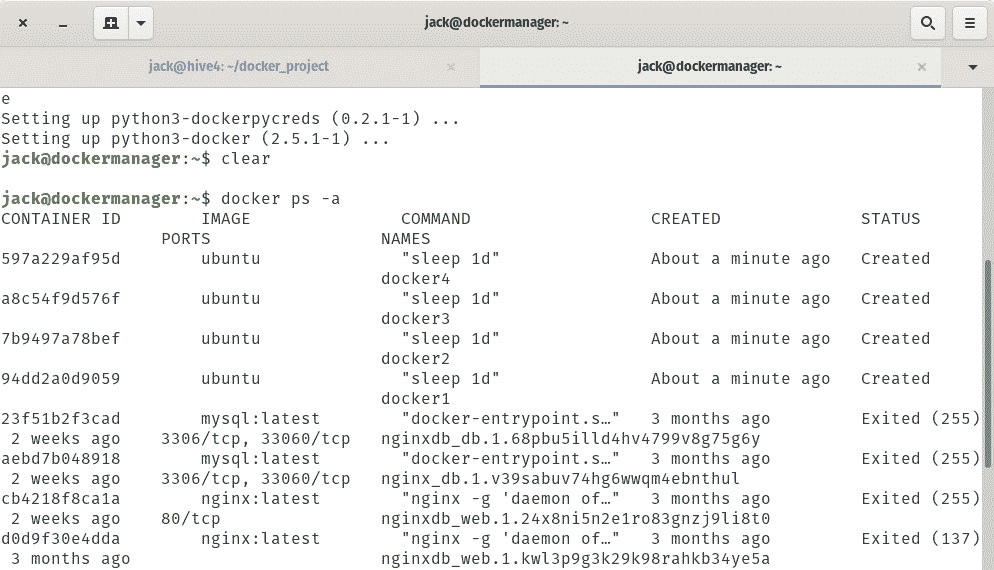 jack@dockermanager: ~
jack@hive4: ~/docker_project
jack@dockermanager: ~
e
Setting up python3-dockerpycreds (0.2.1-1) ...
Setting up python3-docker (2.5.1-1) ...
jack@dockermanager:~$ clear
jack@dockermanager:~$ docker ps -a
CONTAINER ID        IMAGE               COMMAND                  CREATED              STATUS
                PORTS                 NAMES
597a229af95d        ubuntu              "sleep 1d"               About a minute ago   Created
                                      docker4
a8c54f9d576f        ubuntu              "sleep 1d"               About a minute ago   Created
                                      docker3
7b9497a78bef        ubuntu              "sleep 1d"               About a minute ago   Created
                                      docker2
94dd2a0d9059        ubuntu              "sleep 1d"               About a minute ago   Created
                                      docker1
23f51b2f3cad        mysql:latest        "docker-entrypoint.s…"   3 months ago         Exited (255)
 2 weeks ago    3306/tcp, 33060/tcp   nginxdb_db.1.68pbu5illd4hv4799v8g75g6y
aebd7b048918        mysql:latest        "docker-entrypoint.s…"   3 months ago         Exited (255)
 2 weeks ago    3306/tcp, 33060/tcp   nginx_db.1.v39sabuv74hg6wwqm4ebnthul
cb4218f8ca1a        nginx:latest        "nginx -g 'daemon of…"   3 months ago         Exited (255)
 2 weeks ago    80/tcp                nginxdb_web.1.24x8ni5n2e1ro83gnzj9li8t0
d0d9f30e4dda        nginx:latest        "nginx -g 'daemon of…"   3 months ago         Exited (137)
 3 months ago                         nginxdb_web.1.kwl3p9g3k29k98rahkb34ye5a